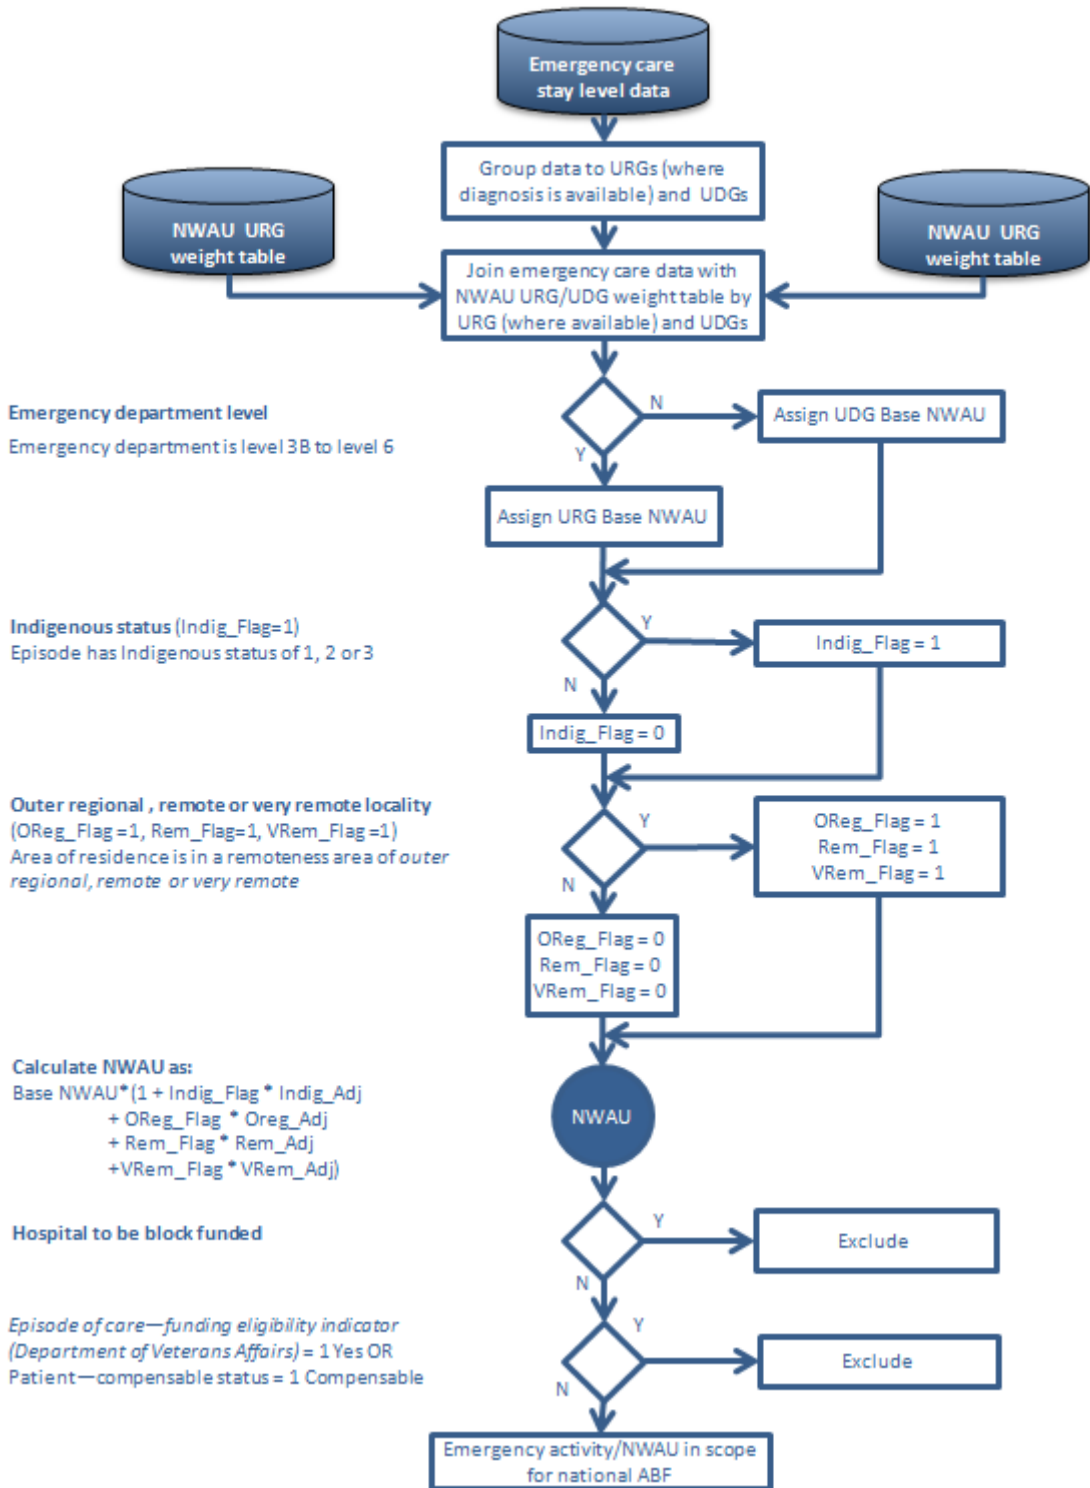 Emergency care
stay level data
Group data to URGs (where
diagnosis is available) and UDGs
NWAU URG
weight table
NWAU URG
weight table
Join emergency care data with
NWAU URG/UDG weight table by
URG (where available) and UDGs
Emergency department level
Emergency department is level 3B to level 6
N
Assign UDG Base NWAU
Y
Assign URG Base NWAU
Indigenous status (Indig_Flag=1)
Episode has Indigenous status of 1, 2 or 3
Y
Indig_Flag = 1
N
Indig_Flag = 0
Outer regional , remote or very remote locality
(OReg_Flag =1, Rem_Flag=1, VRem_Flag =1)
Area of residence is in a remoteness area of outer
regional, remote or very remote
Y
OReg_Flag = 1
Rem_Flag = 1
VRem_Flag = 1
N
OReg_Flag = 0
Rem_Flag = 0
VRem_Flag = 0
Calculate NWAU as:
Base NWAU*(1 + Indig_Flag * Indig_Adj
+ OReg_Flag * Oreg_Adj
+ Rem_Flag * Rem_Adj
+VRem_Flag * VRem_Adj)
NWAU
Hospital to be block funded
Y
Exclude
N
Episode of care—funding eligibility indicator
(Department of Veterans Affairs) = 1 Yes OR
Patient—compensable status = 1 Compensable
Y
Exclude
N
Emergency activity/NWAU in scope
for national ABF